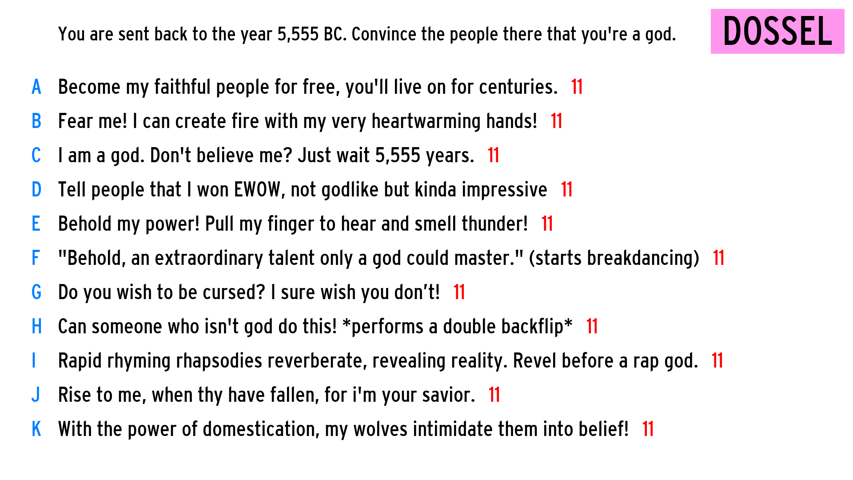 You are sent back to the year 5,555 BC. Convince the people there that you're a god.
DOSSEL
A Become my faithful people for free, you'll live on for centuries. 11
B Fear me! I can create fire with my very heartwarming hands! 11
C I am a god. Don't believe me? Just wait 5,555 years. 11
D Tell people that I won EWOW, not godlike but kinda impressive 11
E Behold my power! Pull my finger to hear and smell thunder! 11
F "Behold, an extraordinary talent only a god could master." (starts breakdancing) 11
G Do you wish to be cursed? I sure wish you don’t! 11
H Can someone who isn't god do this! *performs a double backflip* 11
I Rapid rhyming rhapsodies reverberate, revealing reality. Revel before a rap god. 11
J Rise to me, when thy have fallen, for i'm your savior. 11
K With the power of domestication, my wolves intimidate them into belief! 11